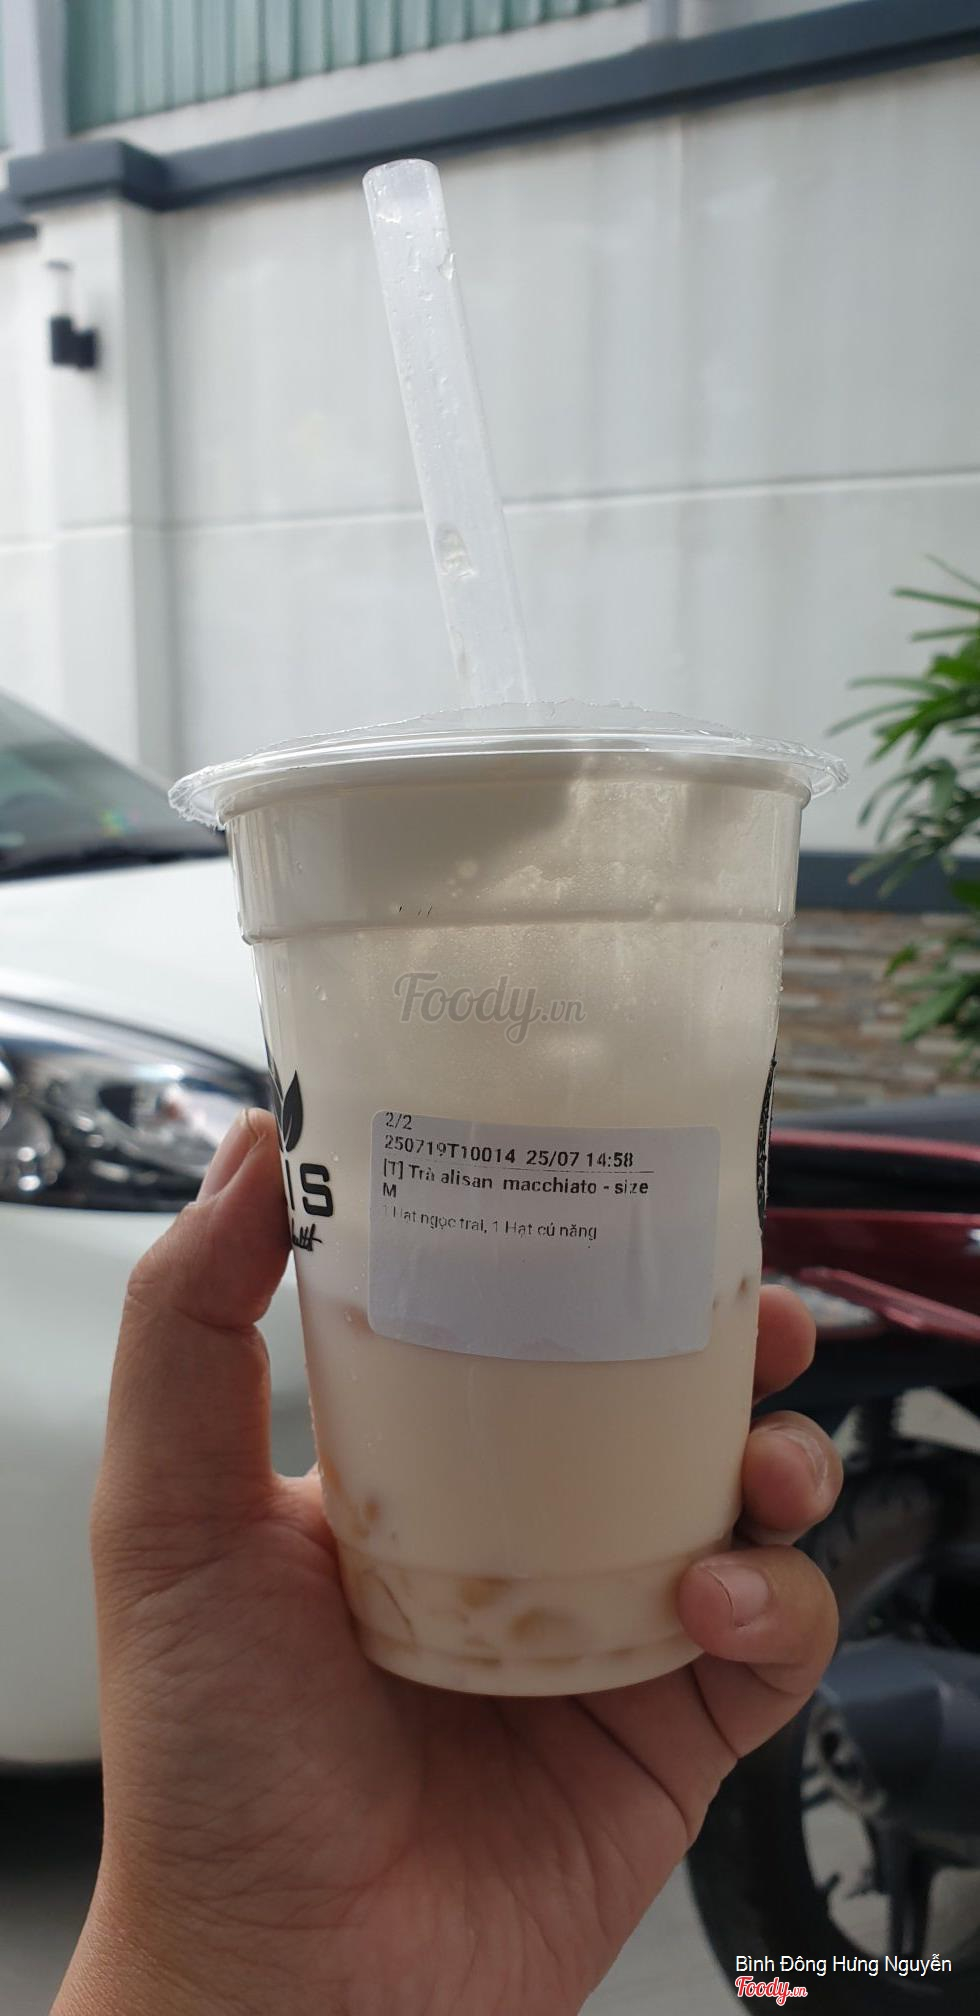 Foody.vn
2/2
250719T10014 25/07 14:58
[T] Trà alisan macchiato - size
M
1 Hạt ngọc trai, 1 Hạt củ năng
IS
Bình Đông Hưng Nguyễn
Foody.vn